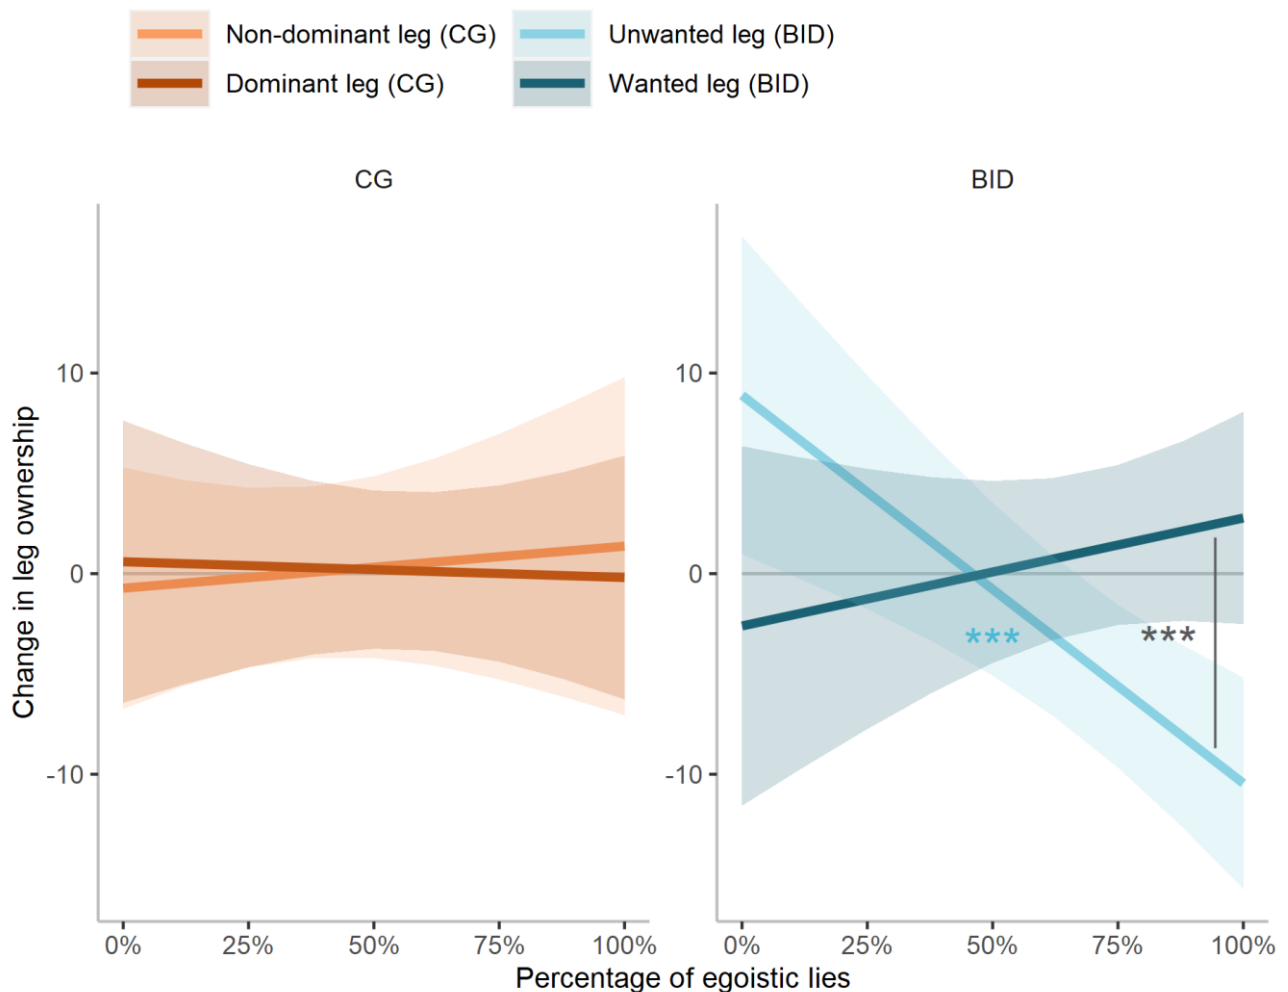 Non-dominant leg (CG) Unwanted leg (BID)
Dominant leg (CG) Wanted leg (BID)
CG BID
Change in leg ownership
10 10
0 0
-10 -10
*** ***
0% 25% 50% 75% 100% 0% 25% 50% 75% 100%
Percentage of egoistic lies